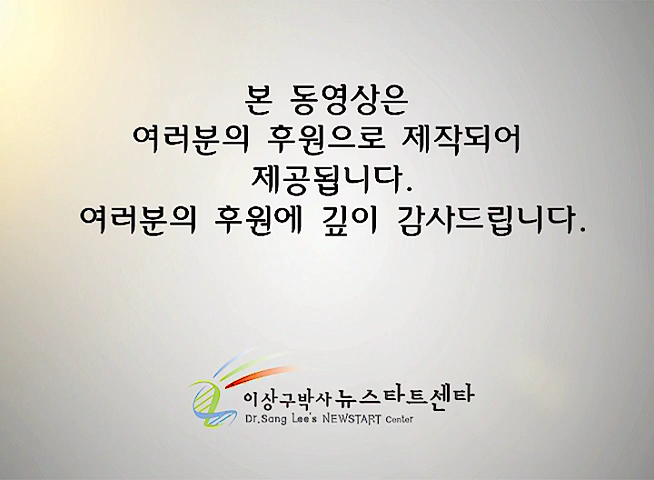 본 동영상은
여러분의 후원으로 제작되어
제공됩니다.
여러분의 후원에 깊이 감사드립니다.
이상구박사 뉴스타트센타
Dr.Sang Lee's NEWSTART Center